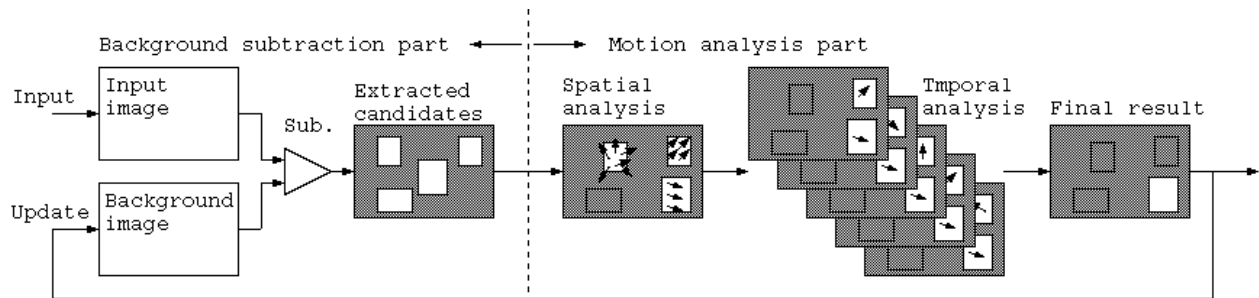 Background subtraction part
Motion analysis part
Input
Input
image
Sub.
Extracted
candidates
Spatial
analysis
Tmporal
analysis
Final result
Update
Background
image